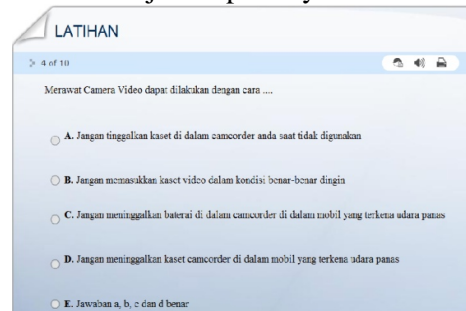 LATIHAN
4 of 10
Merawat Camera Video dapat dilakukan dengan cara ....
A. Jangan tinggalkan kaset di dalam camcorder anda saat tidak digunakan
B. Jangan memasukkan kaset video dalam kondisi benar-benar dingin
C. Jangan meninggalkan baterai di dalam camcorder di dalam mobil yang terkena udara panas
D. Jangan meninggalkan kaset camcorder di dalam mobil yang terkena udara panas
E. Jawaban a, b, c dan d benar